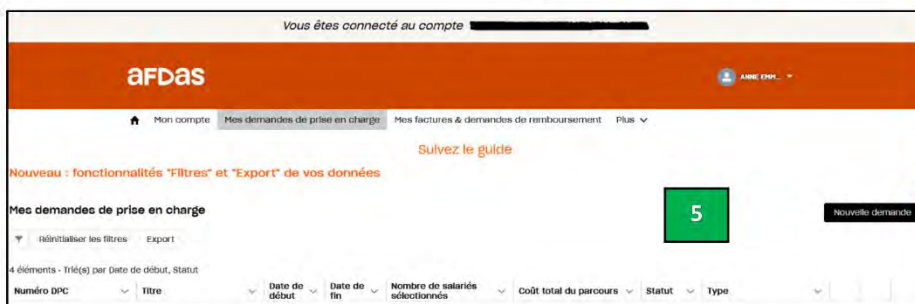 Vous êtes connecté au compte
aFDas
ANNE EMM...
Mon compte Mes demandes de prise en charge Mes factures & demandes de remboursement Plus
Suivez le guide
Nouveau : fonctionnalités "Filtres" et "Export" de vos données
Mes demandes de prise en charge
5
Nouvelle demande
Réinitialiser les filtres Export
4 éléments - Trié(s) par Date de début, Statut
Numéro DPC Titre Date de début Date de fin Nombre de salariés sélectionnés Coût total du parcours Statut Type